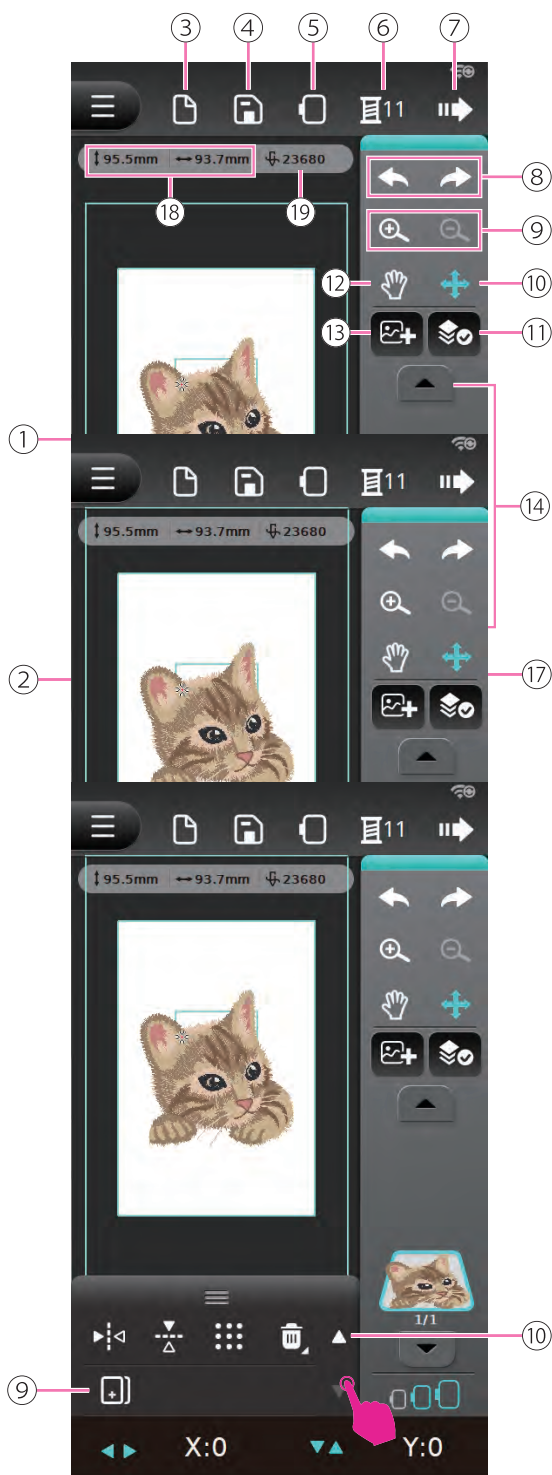 ③ ④ ⑤ ⑥ ⑦
11
95.5mm 93.7mm 23680
⑧
⑱ ⑲
⑨
⑫ ⑩
⑬ ⑪
①
11
⑭
95.5mm 93.7mm 23680
② ⑰
11
95.5mm 93.7mm 23680
1/1
⑩
⑨
X:0 Y:0